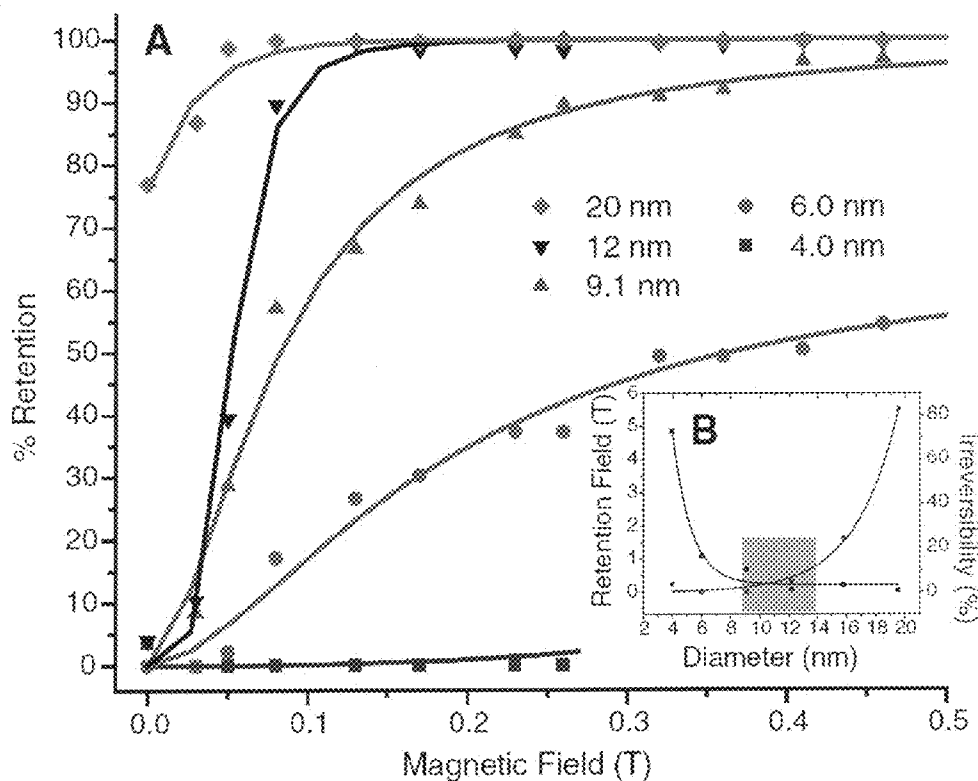 A
100
90
80
70
60
50
40
30
20
10
0
% Retention
20 nm 6.0 nm
12 nm 4.0 nm
9.1 nm
0.0 0.1 0.2 0.3 0.4 0.5
Magnetic Field (T)
B
6
5
4
3
2
1
0
Retention Field (T)
80
60
40
20
0
Irreversibility (%)
2 4 6 8 10 12 14 16 18 20
Diameter (nm)